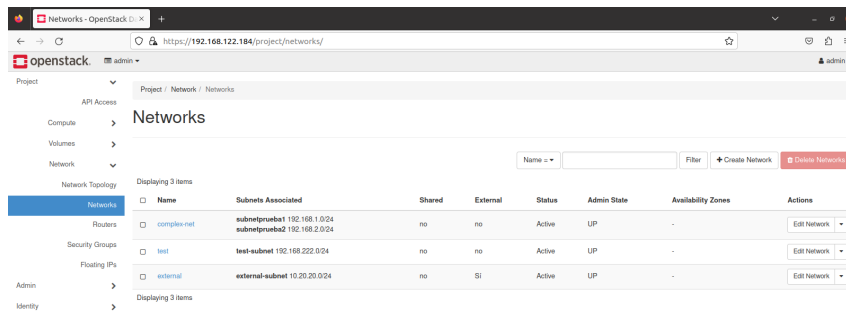 Networks - OpenStack D
https://192.168.122.184/project/networks/
openstack. admin admin
Project
API Access
Compute
Volumes
Network
Network Topology
Networks
Routers
Security Groups
Floating IPs
Admin
Identity
Project / Network / Networks
Networks
Name = Filter + Create Network Delete Networks
Displaying 3 items
Name Subnets Associated Shared External Status Admin State Availability Zones Actions
complex-net subnetprueba1 192.168.1.0/24 no no Active UP - Edit Network
subnetprueba2 192.168.2.0/24
test test-subnet 192.168.222.0/24 no no Active UP - Edit Network
external external-subnet 10.20.20.0/24 no Sí Active UP - Edit Network
Displaying 3 items